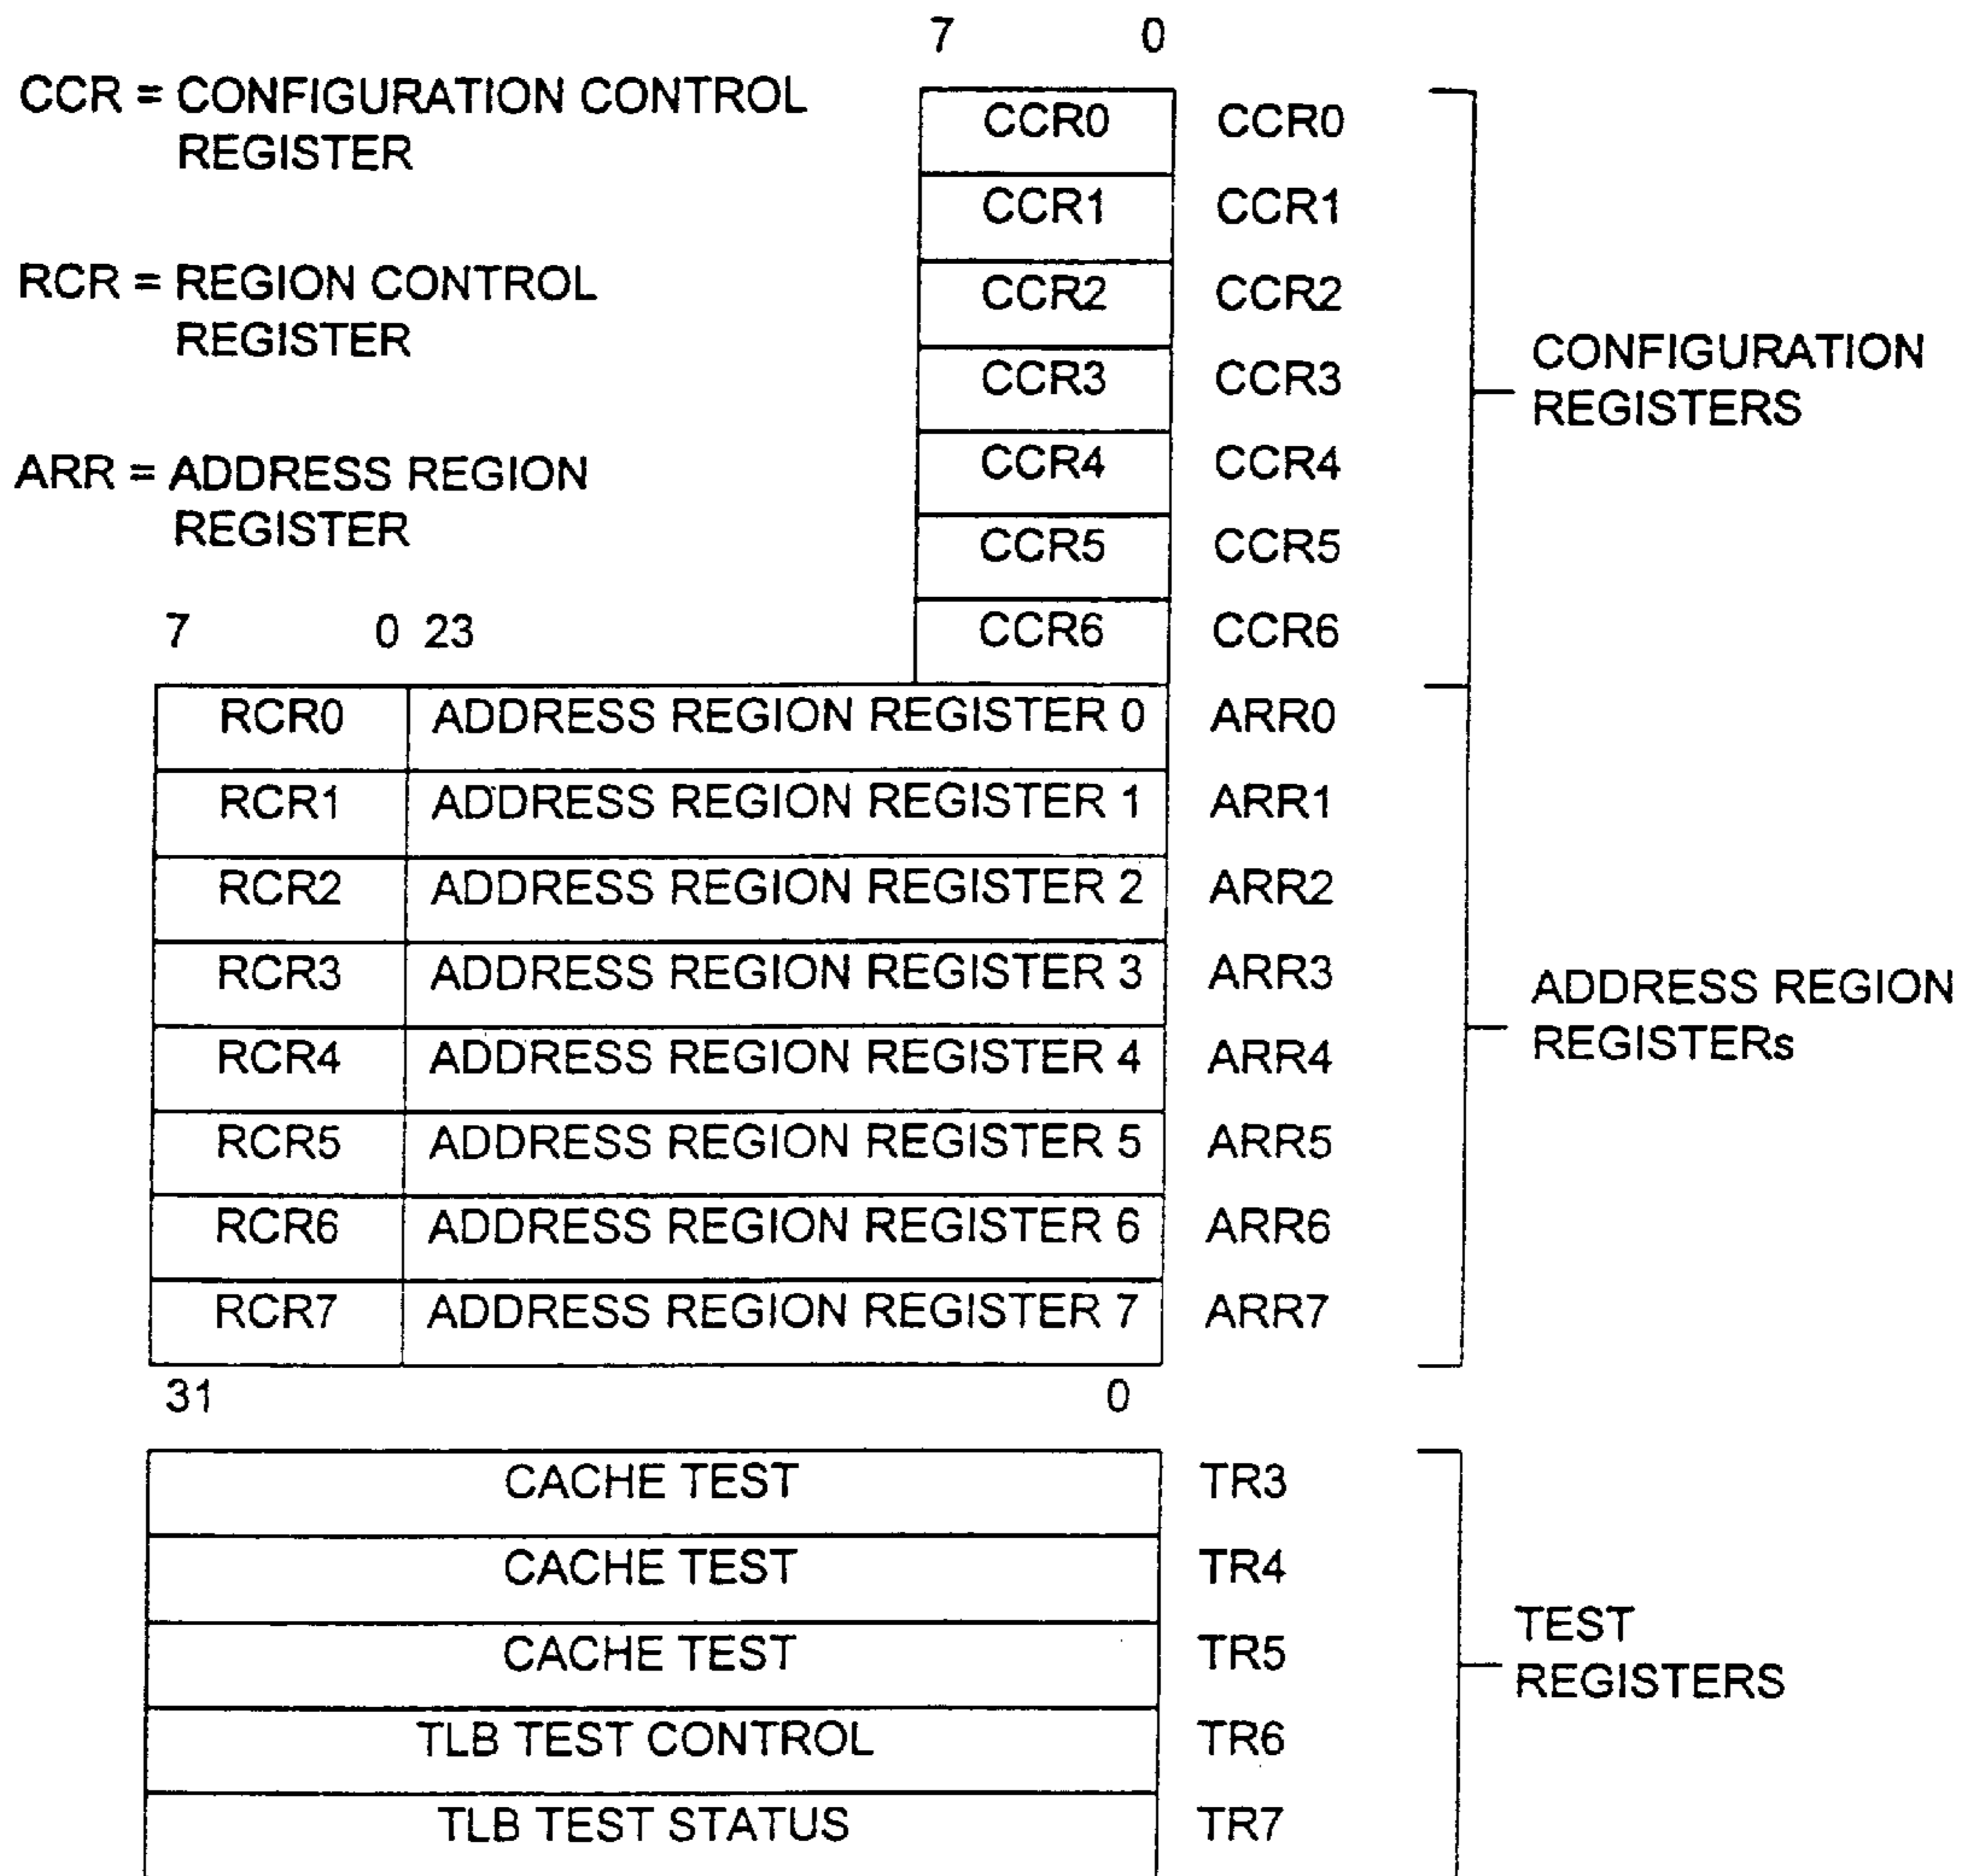 7 0
CCR = CONFIGURATION CONTROL
REGISTER
RCR = REGION CONTROL
REGISTER
ARR = ADDRESS REGION
REGISTER
CCR0 CCR0
CCR1 CCR1
CCR2 CCR2
CCR3 CCR3
CCR4 CCR4
CCR5 CCR5
CCR6 CCR6
CONFIGURATION
REGISTERS
7 0 23
RCR0 ADDRESS REGION REGISTER 0 ARR0
RCR1 ADDRESS REGION REGISTER 1 ARR1
RCR2 ADDRESS REGION REGISTER 2 ARR2
RCR3 ADDRESS REGION REGISTER 3 ARR3
RCR4 ADDRESS REGION REGISTER 4 ARR4
RCR5 ADDRESS REGION REGISTER 5 ARR5
RCR6 ADDRESS REGION REGISTER 6 ARR6
RCR7 ADDRESS REGION REGISTER 7 ARR7
ADDRESS REGION
REGISTERs
31 0
CACHE TEST TR3
CACHE TEST TR4
CACHE TEST TR5
TLB TEST CONTROL TR6
TLB TEST STATUS TR7
TEST
REGISTERS